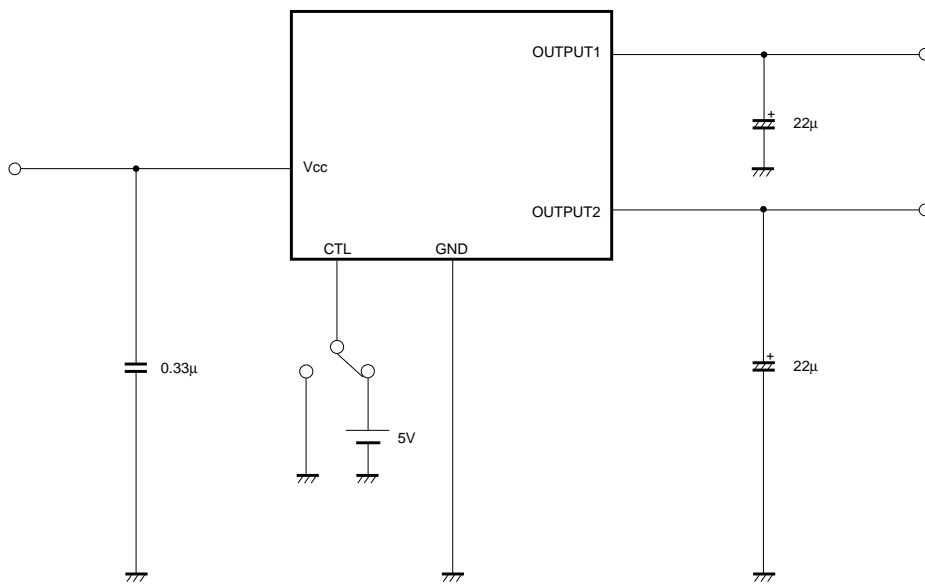 OUTPUT1
+
22μ
Vcc
OUTPUT2
CTL
GND
+
0.33μ
22μ
5V